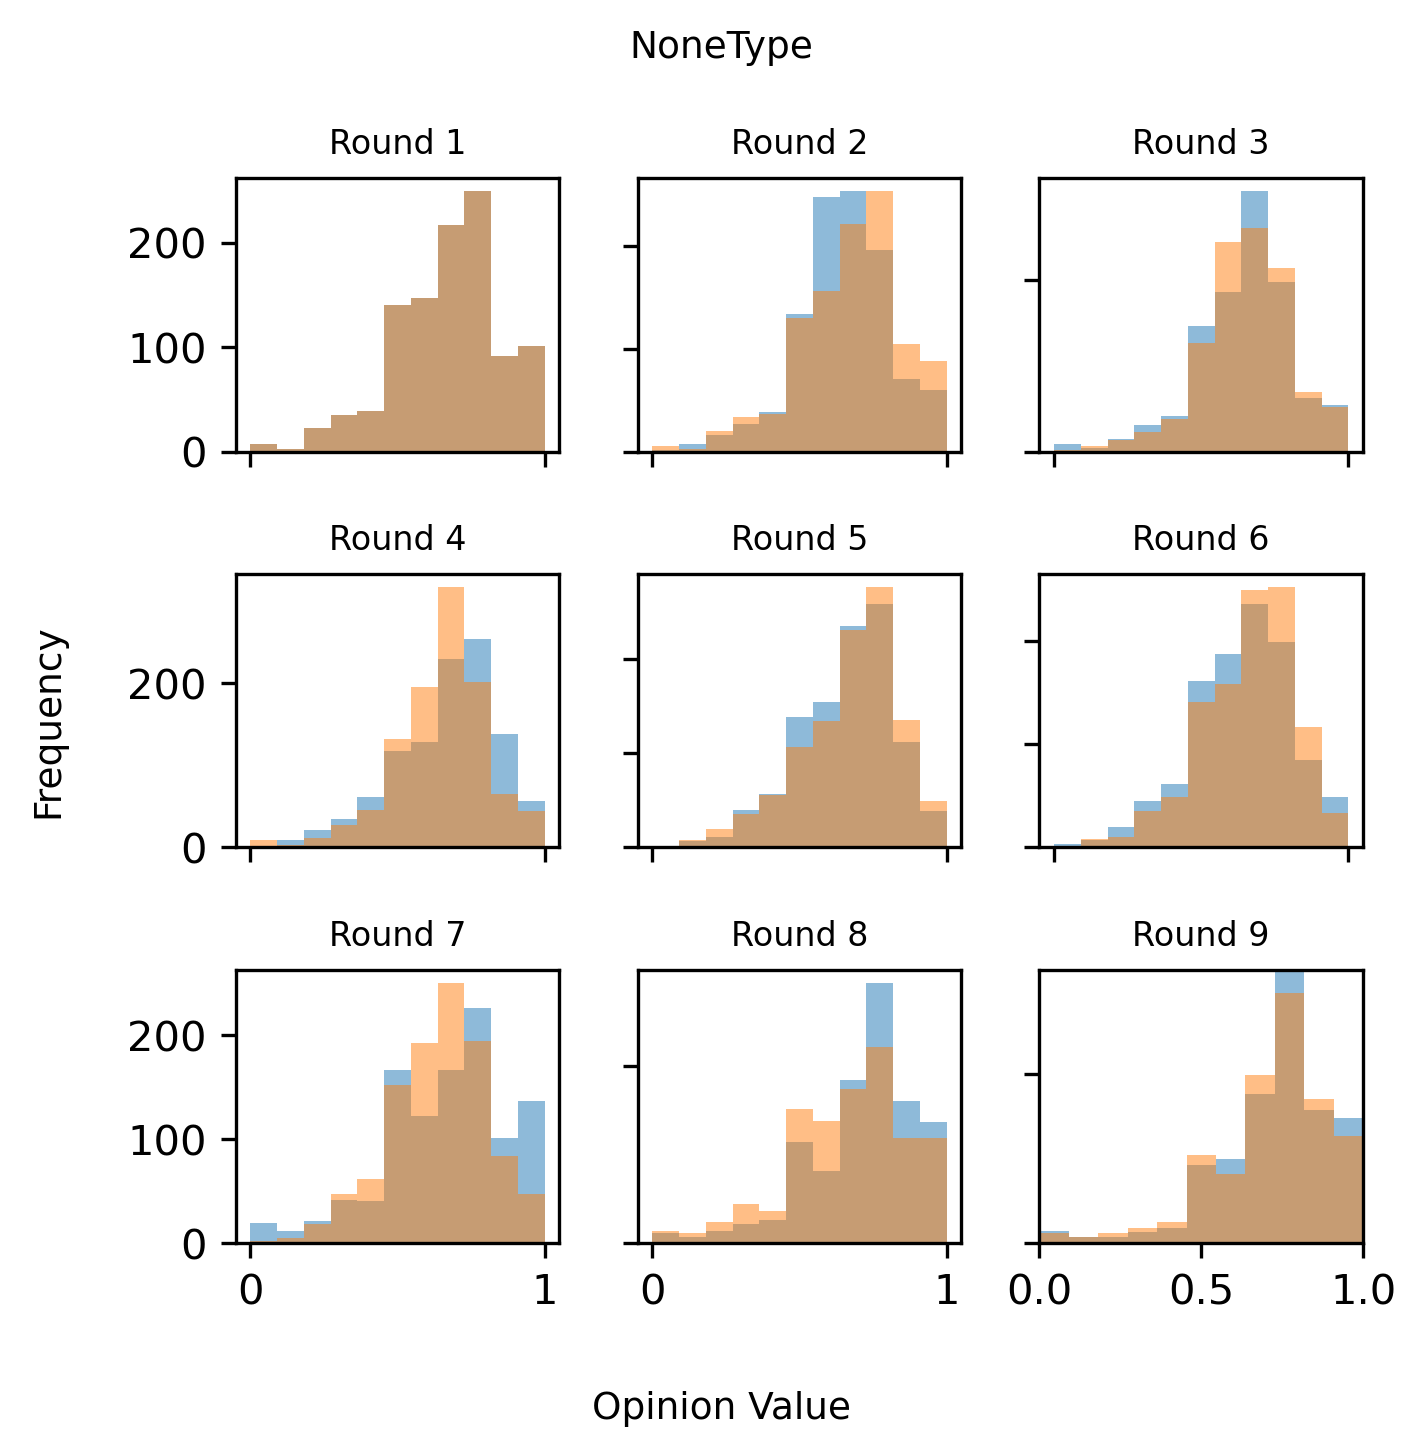 NoneType
Round 1
Round 2
Round 3
200
100
0
Round 4
Round 5
Round 6
200
0
Frequency
Round 7
Round 8
Round 9
200
100
0
0 1
0 1
0.0 0.5 1.0
Opinion Value